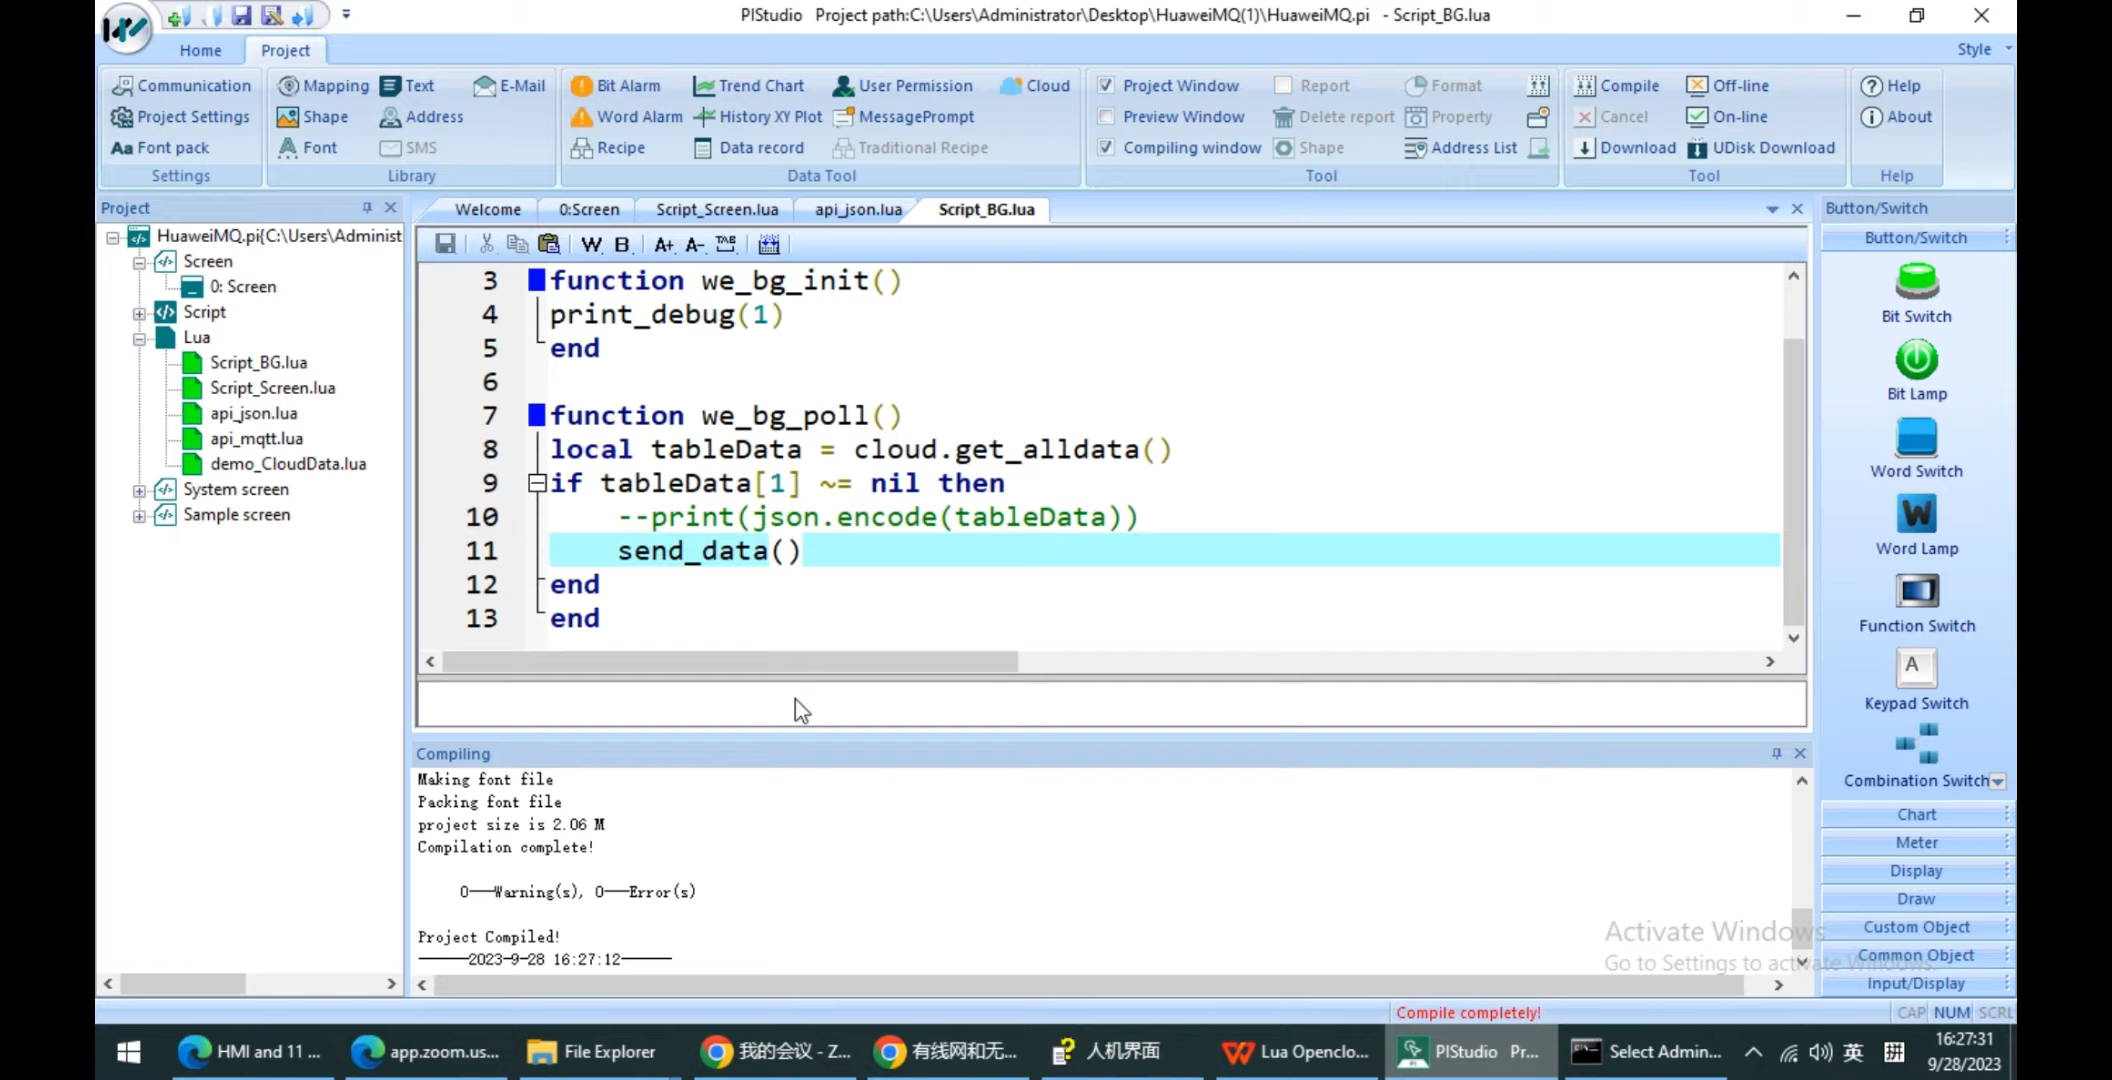 PIStudio Project path:C:\Users\Administrator\Desktop\HuaweiMQ(1)\HuaweiMQ.pi - Script_BG.lua
Home Project Style
Communication Mapping Text E-Mail Bit Alarm Trend Chart User Permission Cloud Project Window Report Format Compile Off-line Help
Project Settings Shape Address Word Alarm History XY Plot MessagePrompt Preview Window Delete report Property Cancel On-line About
Aa Font pack Font SMS Recipe Data record Traditional Recipe Compiling window Shape Address List Download UDisk Download
Settings Library Data Tool Tool Tool Help
Project
HuaweiMQ.pi{C:\Users\Administ
Screen
0: Screen
Script
Lua
Script_BG.lua
Script_Screen.lua
api_json.lua
api_mqtt.lua
demo_CloudData.lua
System screen
Sample screen
Welcome 0:Screen Script_Screen.lua api_json.lua Script_BG.lua
W B A+ A- TAB
3 function we_bg_init()
4 print_debug(1)
5 end
6
7 function we_bg_poll()
8 local tableData = cloud.get_alldata()
9 if tableData[1] ~= nil then
10 --print(json.encode(tableData))
11 send_data()
12 end
13 end
Compiling
Making font file
Packing font file
project size is 2.06 M
Compilation complete!
0——Warning(s), 0——Error(s)
Project Compiled!
———2023-9-28 16:27:12———
Button/Switch
Button/Switch
Bit Switch
Bit Lamp
Word Switch
W
Word Lamp
Function Switch
A
Keypad Switch
Combination Switch
Chart
Meter
Display
Draw
Custom Object
Common Object
Input/Display
Activate Windows
Go to Settings to activate Windows.
Compile completely! CAP NUM SCRL
HMI and 11 ... app.zoom.us... File Explorer 我的会议 - Z... 有线网和无... 人机界面 Lua Openclo... PIStudio Pr... Select Admin... 英 拼 16:27:31
9/28/2023